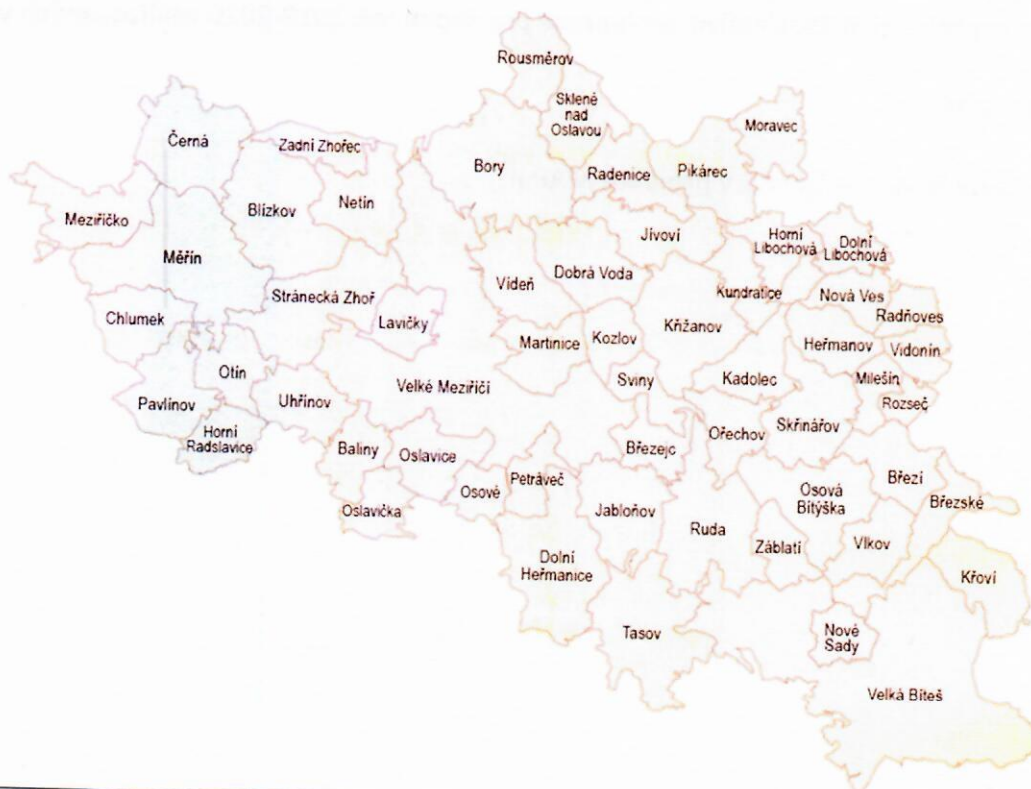 Rousměrov
Sklené
nad
Oslavou
Moravec
Černá
Zadní Zhořec
Bory
Radenice
Pikárec
Meziříčko
Blízkov
Netín
Měřín
Jívoví
Horní
Libochová
Dolní
Libochová
Vídeň
Dobrá Voda
Kundratice
Nová Ves
Radňoves
Stránecká Zhoř
Lavičky
Chlumek
Martinice
Kozlov
Křižanov
Heřmanov
Vidonín
Otín
Velké Meziříčí
Sviny
Kadolec
Milešín
Rozseč
Pavlínov
Uhřínov
Horní
Radslavice
Baliny
Oslavice
Březejc
Ořechov
Skřinářov
Osové
Petráveč
Oslavička
Jabloňov
Ruda
Osová
Bítýška
Březí
Březské
Záblatí
Vlkov
Dolní
Heřmanice
Křoví
Tasov
Nové
Sady
Velká Bíteš